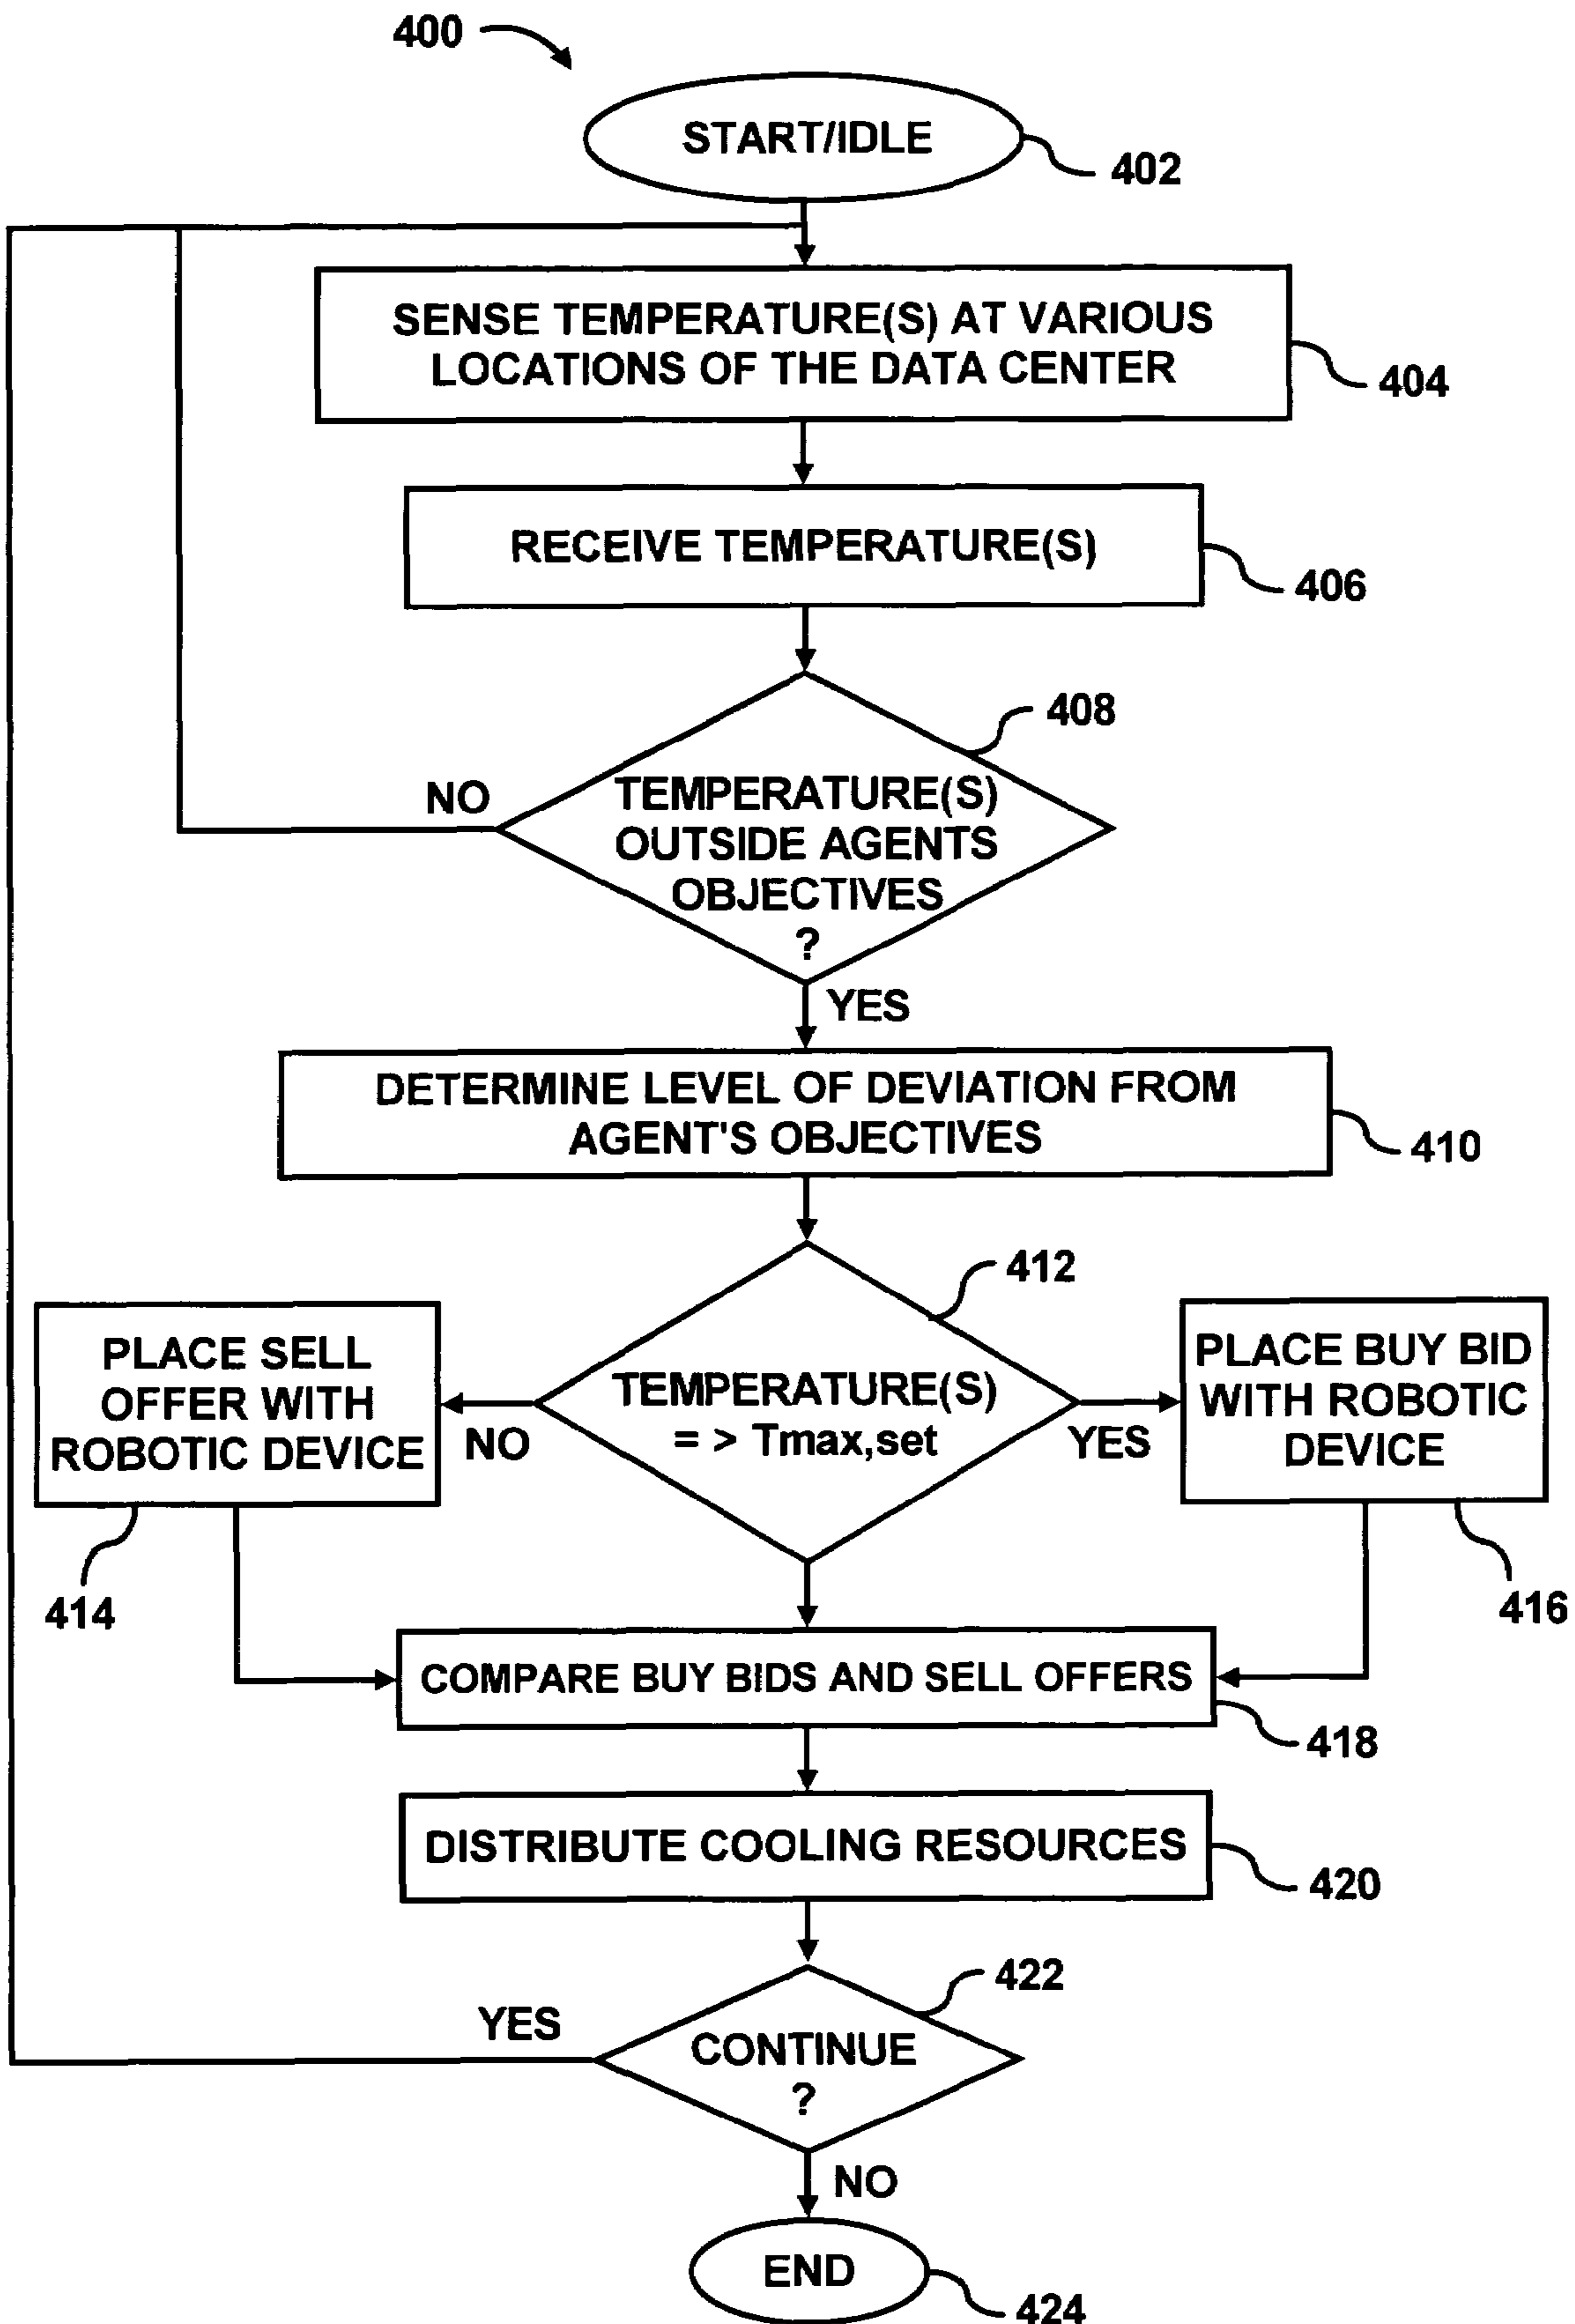 400
START/IDLE
402
SENSE TEMPERATURE(S) AT VARIOUS
LOCATIONS OF THE DATA CENTER
404
RECEIVE TEMPERATURE(S)
406
408
NO
TEMPERATURE(S)
OUTSIDE AGENTS
OBJECTIVES
?
YES
DETERMINE LEVEL OF DEVIATION FROM
AGENT'S OBJECTIVES
410
412
PLACE SELL
OFFER WITH
ROBOTIC DEVICE
414
NO
TEMPERATURE(S)
= > Tmax,set
YES
PLACE BUY BID
WITH ROBOTIC
DEVICE
416
COMPARE BUY BIDS AND SELL OFFERS
418
DISTRIBUTE COOLING RESOURCES
420
422
YES
CONTINUE
?
NO
END
424